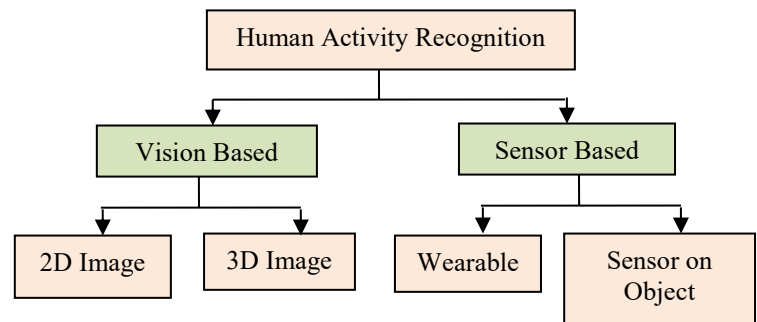 Human Activity Recognition
Vision Based
Sensor Based
2D Image
3D Image
Wearable
Sensor on
Object